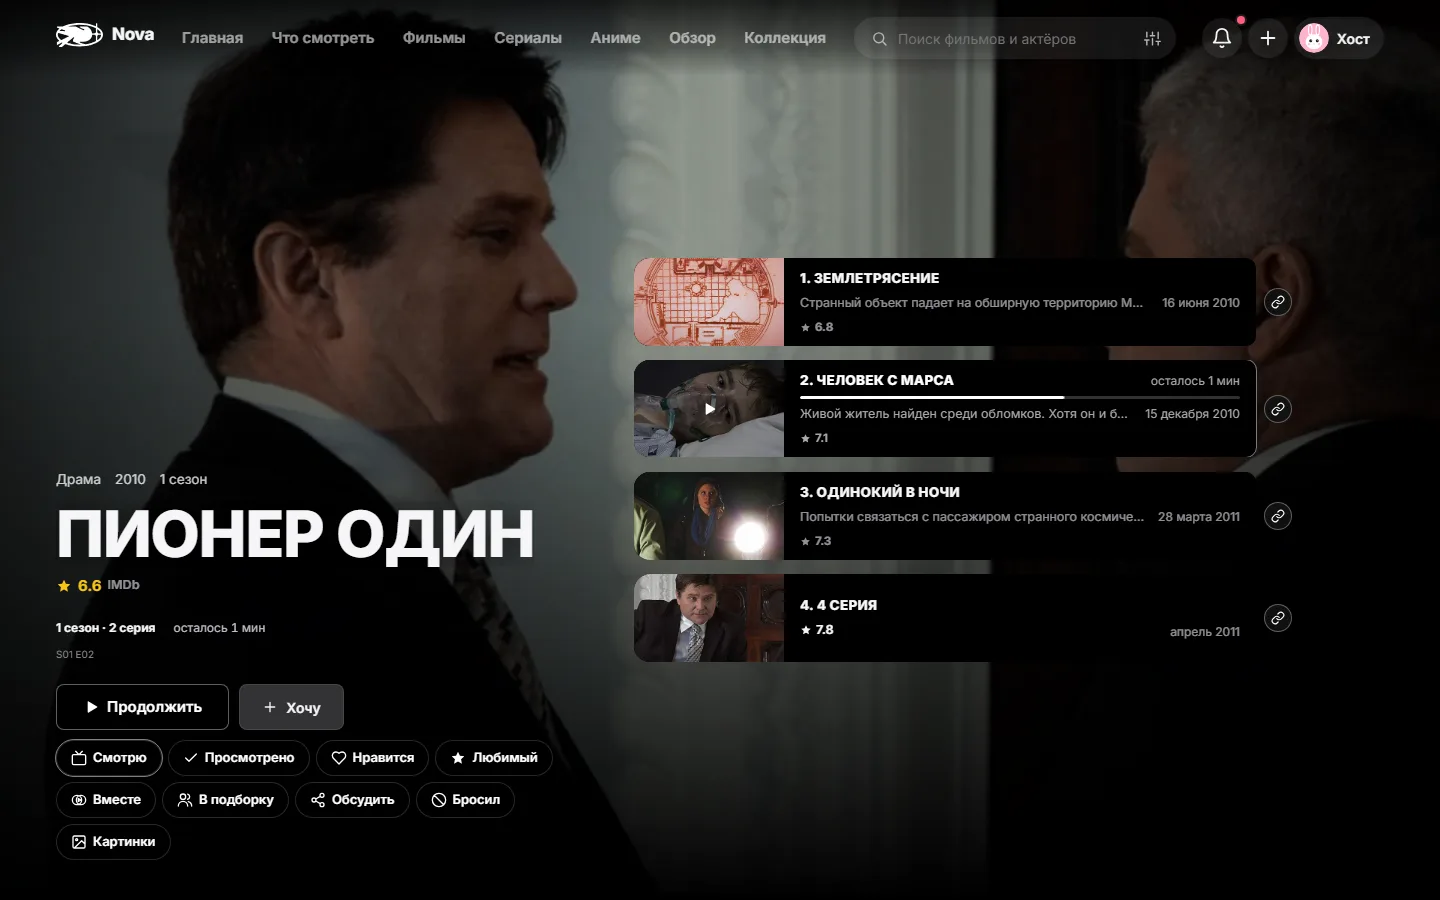 Nova Главная Что смотреть Фильмы Сериалы Аниме Обзор Коллекция Поиск фильмов и актёров Хост
Драма 2010 1 сезон
ПИОНЕР ОДИН
6.6 IMDb
1 сезон · 2 серия осталось 1 мин
S01 E02
Продолжить Хочу
Смотрю Просмотрено Нравится Любимый
Вместе В подборку Обсудить Бросил
Картинки
1. ЗЕМЛЕТРЯСЕНИЕ
Странный объект падает на обширную территорию М... 16 июня 2010
6.8
2. ЧЕЛОВЕК С МАРСА осталось 1 мин
Живой житель найден среди обломков. Хотя он и б... 15 декабря 2010
7.1
3. ОДИНОКИЙ В НОЧИ
Попытки связаться с пассажиром странного космиче... 28 марта 2011
7.3
4. 4 СЕРИЯ
7.8
апрель 2011